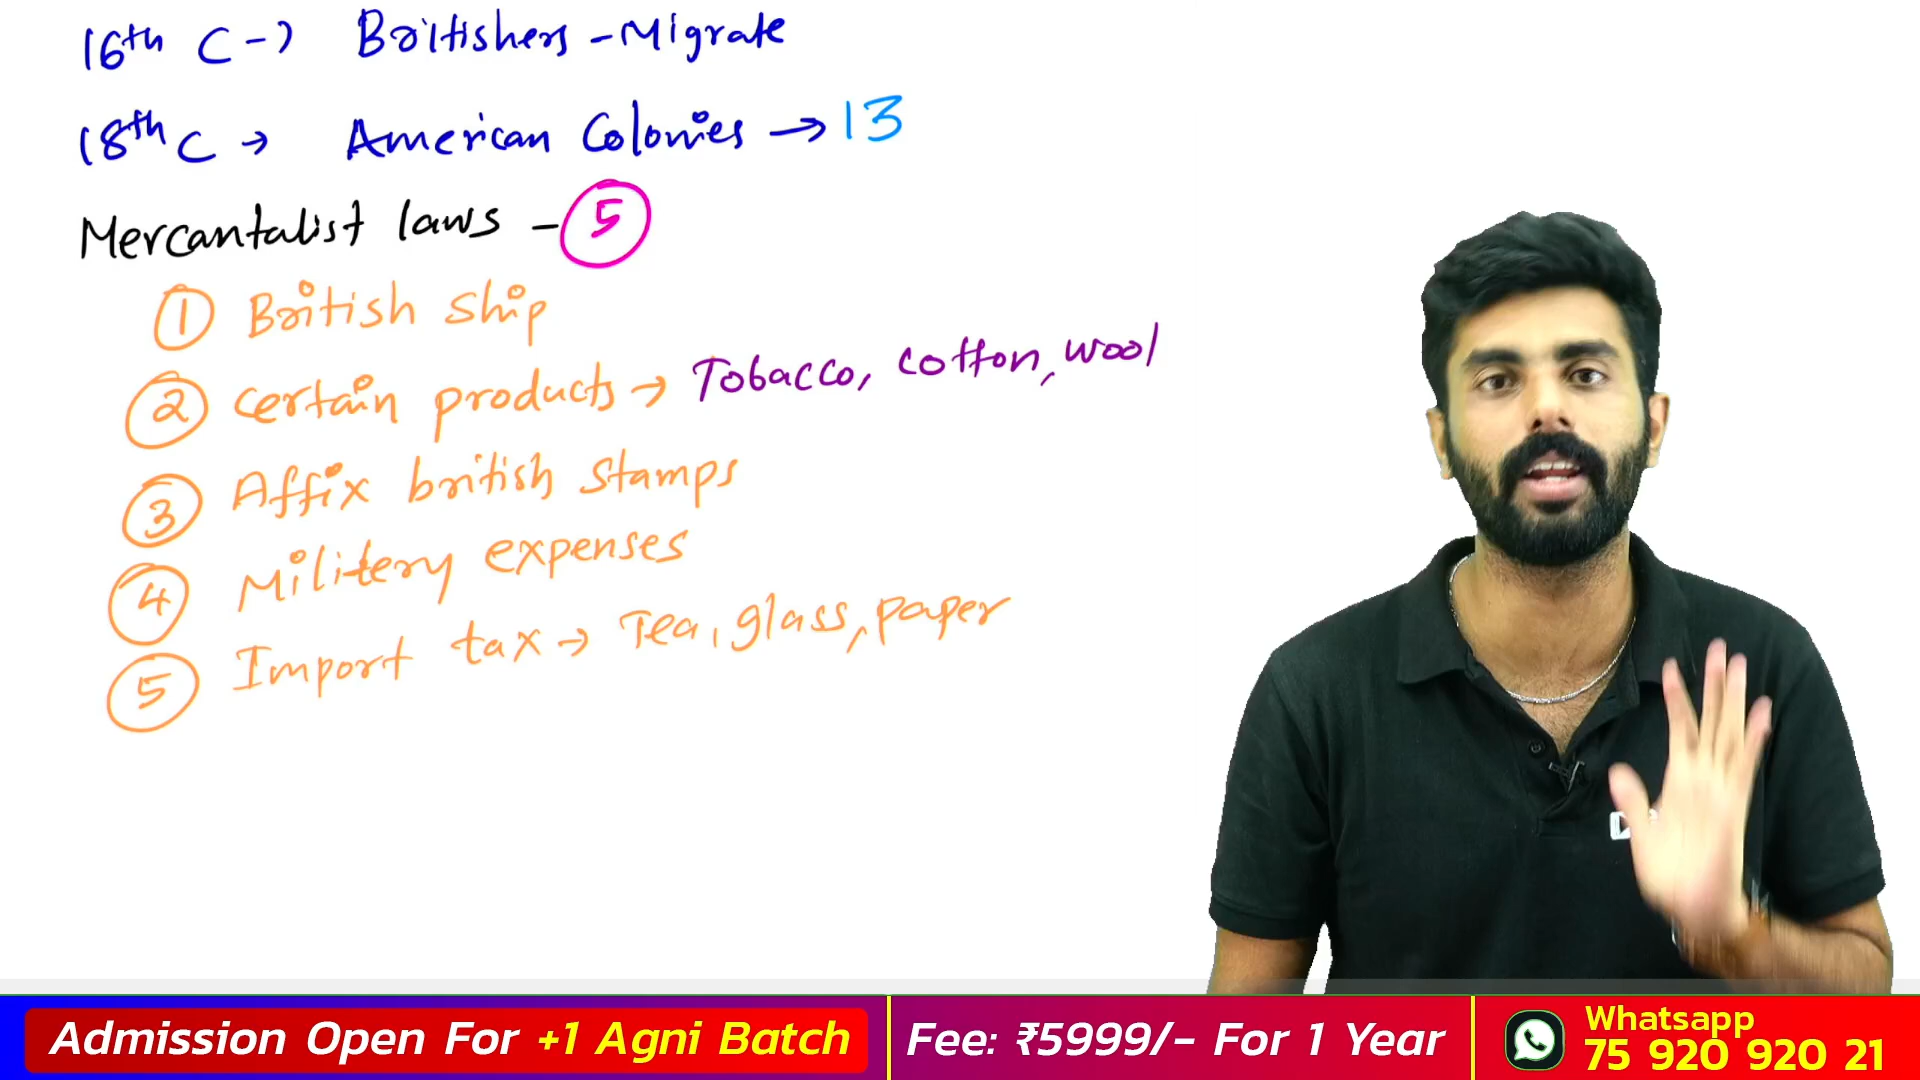 16th C -> Britishers - Migrate
18th C -> American Colonies -> 13
Mercantalist laws - 5
1 British ship
2 certain products -> Tobacco, cotton, wool
3 Affix british stamps
4 Militery expenses
5 Import tax -> Tea, glass, paper
Admission Open For +1 Agni Batch
Fee: ₹5999/- For 1 Year
Whatsapp
75 920 920 21